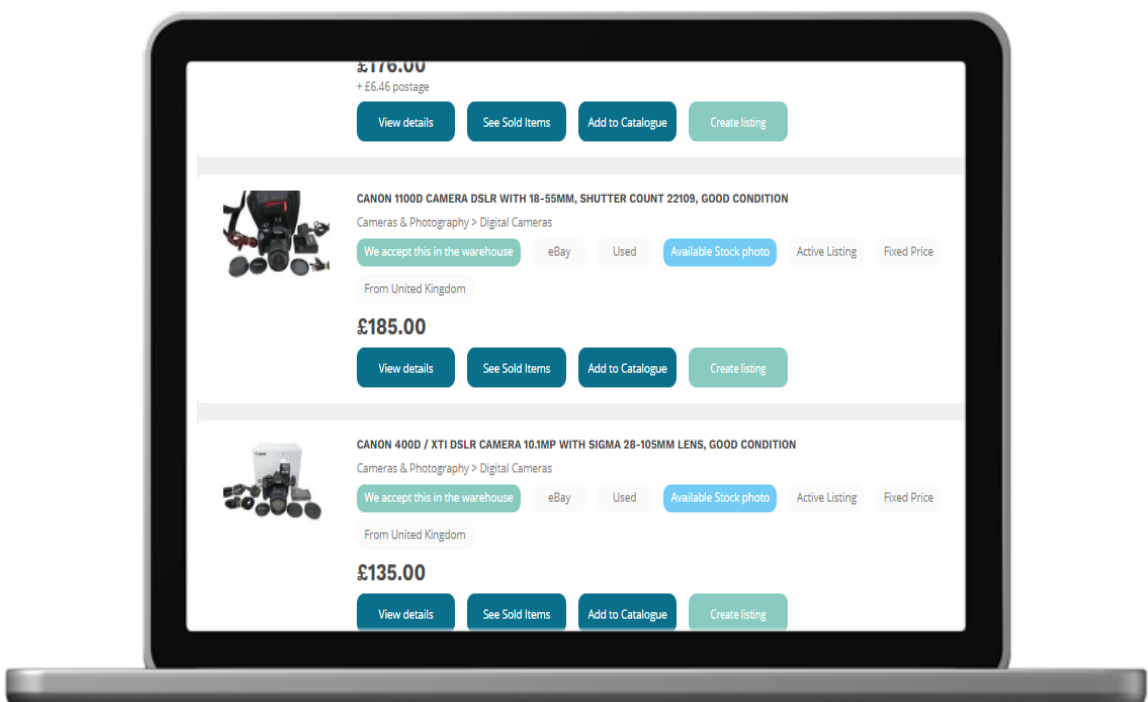 £176.00
+ £6.46 postage
View details See Sold Items Add to Catalogue Create listing
CANON 1100D CAMERA DSLR WITH 18-55MM, SHUTTER COUNT 22109, GOOD CONDITION
Cameras & Photography > Digital Cameras
We accept this in the warehouse eBay Used Available Stock photo Active Listing Fixed Price
From United Kingdom
£185.00
View details See Sold Items Add to Catalogue Create listing
CANON 400D / XTI DSLR CAMERA 10.1MP WITH SIGMA 28-105MM LENS, GOOD CONDITION
Cameras & Photography > Digital Cameras
We accept this in the warehouse eBay Used Available Stock photo Active Listing Fixed Price
From United Kingdom
£135.00
View details See Sold Items Add to Catalogue Create listing